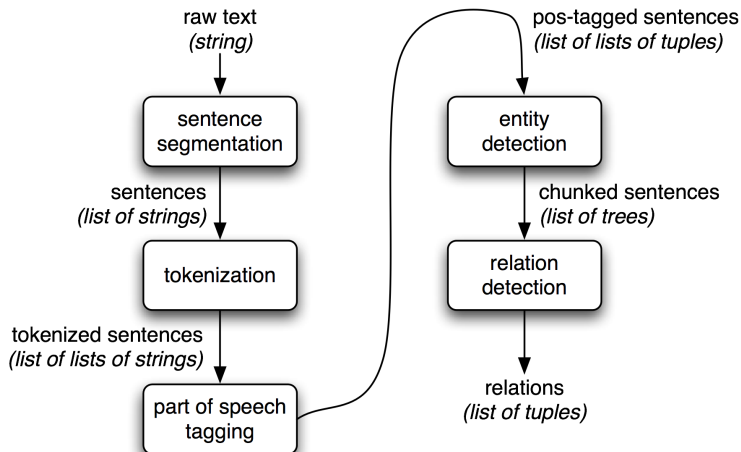 raw text
(string)
sentence
segmentation
sentences
(list of strings)
tokenization
tokenized sentences
(list of lists of strings)
part of speech
tagging
pos-tagged sentences
(list of lists of tuples)
entity
detection
chunked sentences
(list of trees)
relation
detection
relations
(list of tuples)